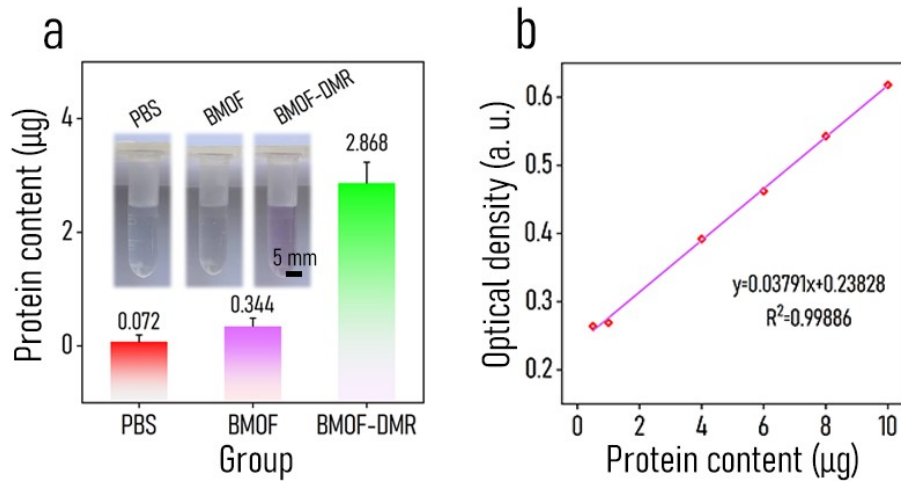 a
Protein content (μg)
4
2
0
PBS
BMOF
BMOF-DMR
5 mm
0.072
0.344
2.868
PBS
BMOF
BMOF-DMR
Group
b
Optical density (a. u.)
0.6
0.5
0.4
0.3
0.2
y=0.03791x+0.23828
R²=0.99886
0
2
4
6
8
10
Protein content (μg)